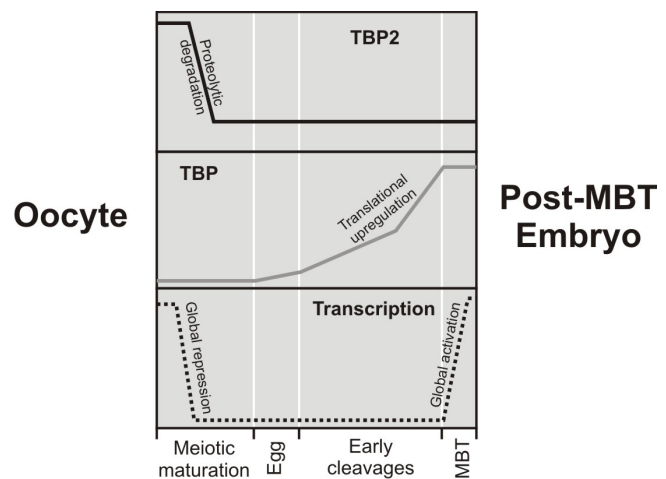 TBP2
Proteolytic
degradation
TBP
Translational
upregulation
Oocyte
Post-MBT
Embryo
Transcription
Global repression
Global activation
Meiotic
maturation
Egg
Early
cleavages
MBT